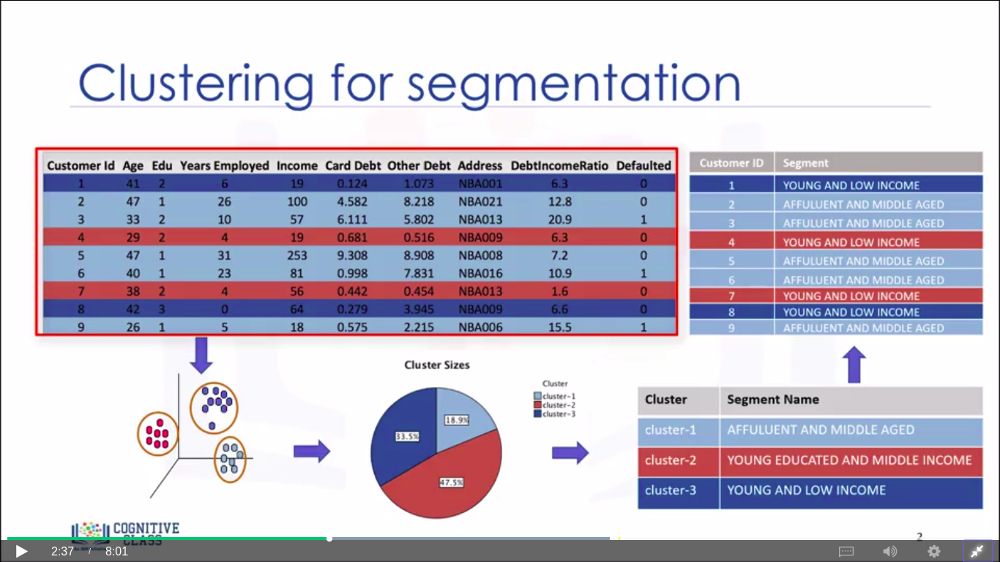 Clustering for segmentation
Customer Id Age Edu Years Employed Income Card Debt Other Debt Address DebtIncomeRatio Defaulted
1 41 2 6 19 0.124 1.073 NBA001 6.3 0
2 47 1 26 100 4.582 8.218 NBA021 12.8 0
3 33 2 10 57 6.111 5.802 NBA013 20.9 1
4 29 2 4 19 0.681 0.516 NBA009 6.3 0
5 47 1 31 253 9.308 8.908 NBA008 7.2 0
6 40 1 23 81 0.998 7.831 NBA016 10.9 1
7 38 2 4 56 0.442 0.454 NBA013 1.6 0
8 42 3 0 64 0.279 3.945 NBA009 6.6 0
9 26 1 5 18 0.575 2.215 NBA006 15.5 1
Customer ID Segment
1 YOUNG AND LOW INCOME
2 AFFULUENT AND MIDDLE AGED
3 AFFULUENT AND MIDDLE AGED
4 YOUNG AND LOW INCOME
5 AFFULUENT AND MIDDLE AGED
6 AFFULUENT AND MIDDLE AGED
7 YOUNG AND LOW INCOME
8 YOUNG AND LOW INCOME
9 AFFULUENT AND MIDDLE AGED
Cluster Sizes
Cluster
cluster-1
cluster-2
cluster-3
18.9%
33.5%
47.5%
Cluster Segment Name
cluster-1 AFFULUENT AND MIDDLE AGED
cluster-2 YOUNG EDUCATED AND MIDDLE INCOME
cluster-3 YOUNG AND LOW INCOME
COGNITIVE
CLASS
2
2:37 / 8:01